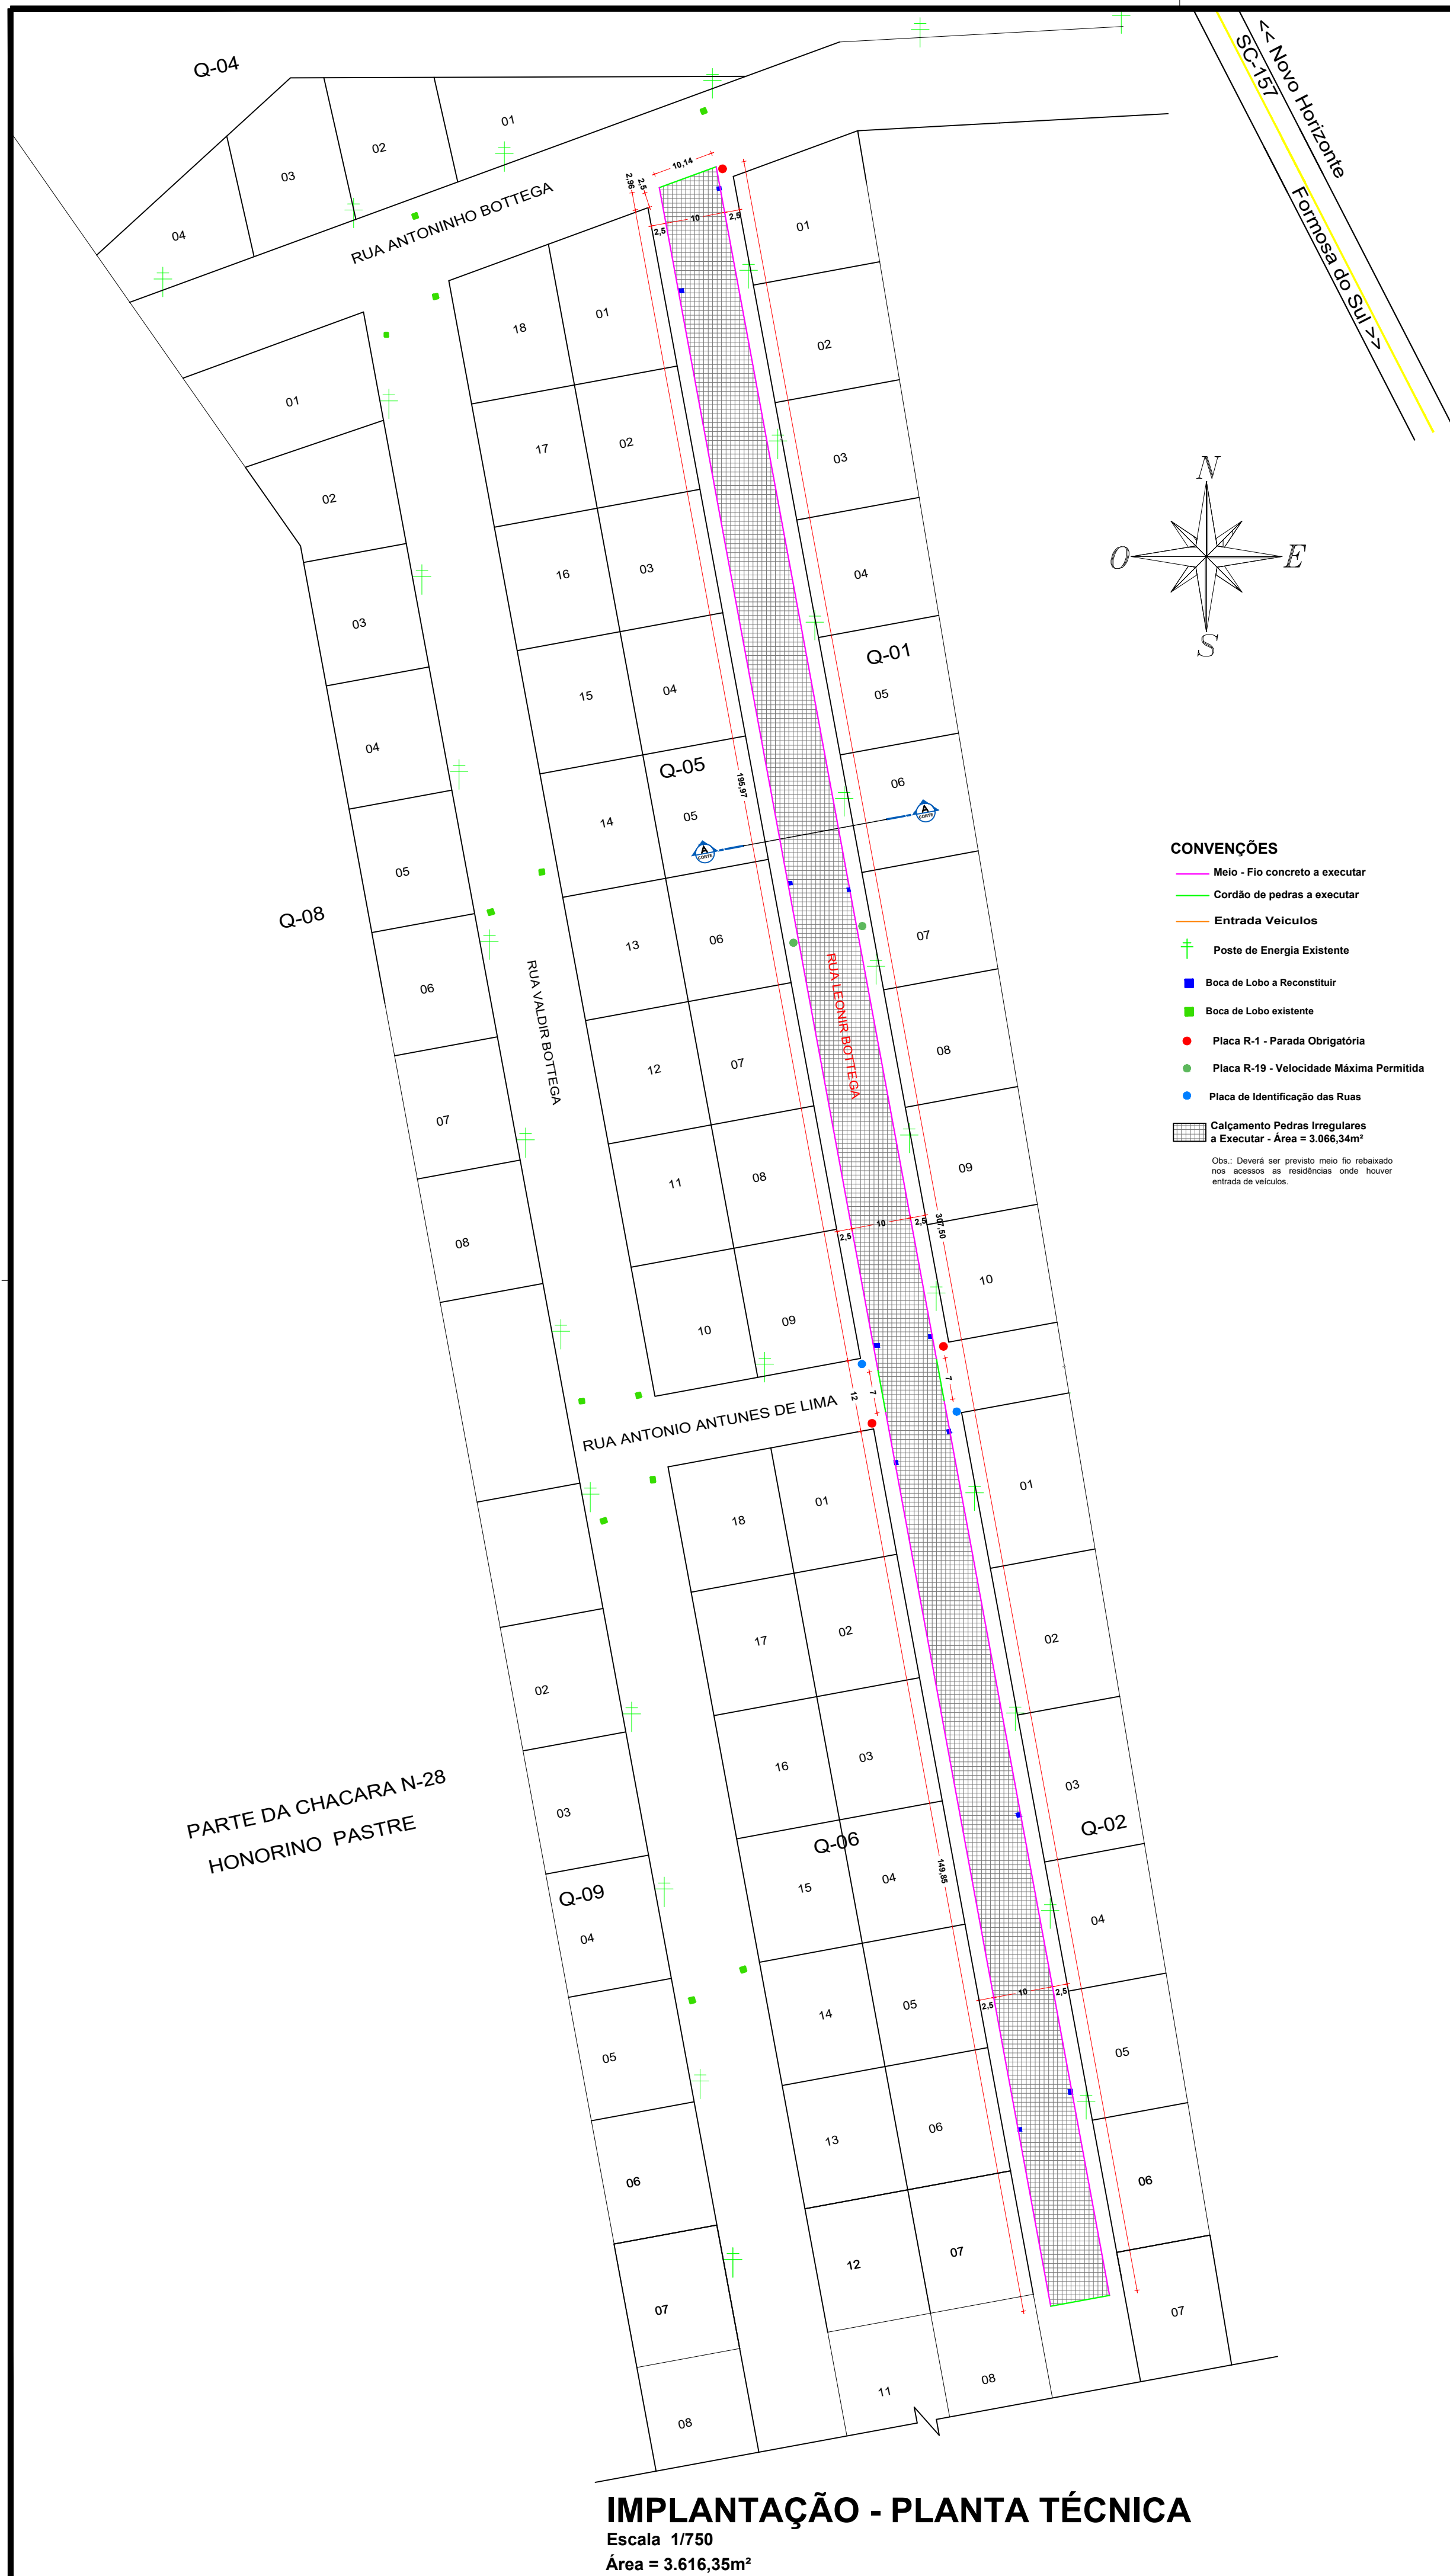 Q-04
01
02
03
04
RUA ANTONINHO BOTTEGA
<< Novo Horizonte
SC-157
Formosa do Sul >>
10,14
2,96
2,5
2,5
10
2,5
01
02
03
04
Q-01
05
06
07
08
09
10
18
01
17
02
16
03
15
04
Q-05
14
05
13
06
12
07
11
08
10
09
195,97
A
CORTE
A
CORTE
01
02
03
04
05
Q-08
06
07
08
RUA VALDIR BOTTEGA
RUA LEONIR BOTTEGA
2,5
10
2,5
307,50
N
O
E
S
CONVENÇÕES
Meio - Fio concreto a executar
Cordão de pedras a executar
Entrada Veiculos
Poste de Energia Existente
Boca de Lobo a Reconstituir
Boca de Lobo existente
Placa R-1 - Parada Obrigatória
Placa R-19 - Velocidade Máxima Permitida
Placa de Identificação das Ruas
Calçamento Pedras Irregulares
a Executar - Área = 3.066,34m²
Obs.: Deverá ser previsto meio fio rebaixado
nos acessos as residências onde houver
entrada de veículos.
7
12
7
RUA ANTONIO ANTUNES DE LIMA
18
01
17
02
16
03
Q-06
15
04
14
05
13
06
12
07
11
08
149,85
01
02
03
Q-02
04
05
06
07
2,5
10
2,5
02
03
Q-09
04
05
06
07
08
PARTE DA CHACARA N-28
HONORINO PASTRE
IMPLANTAÇÃO - PLANTA TÉCNICA
Escala 1/750
Área = 3.616,35m²